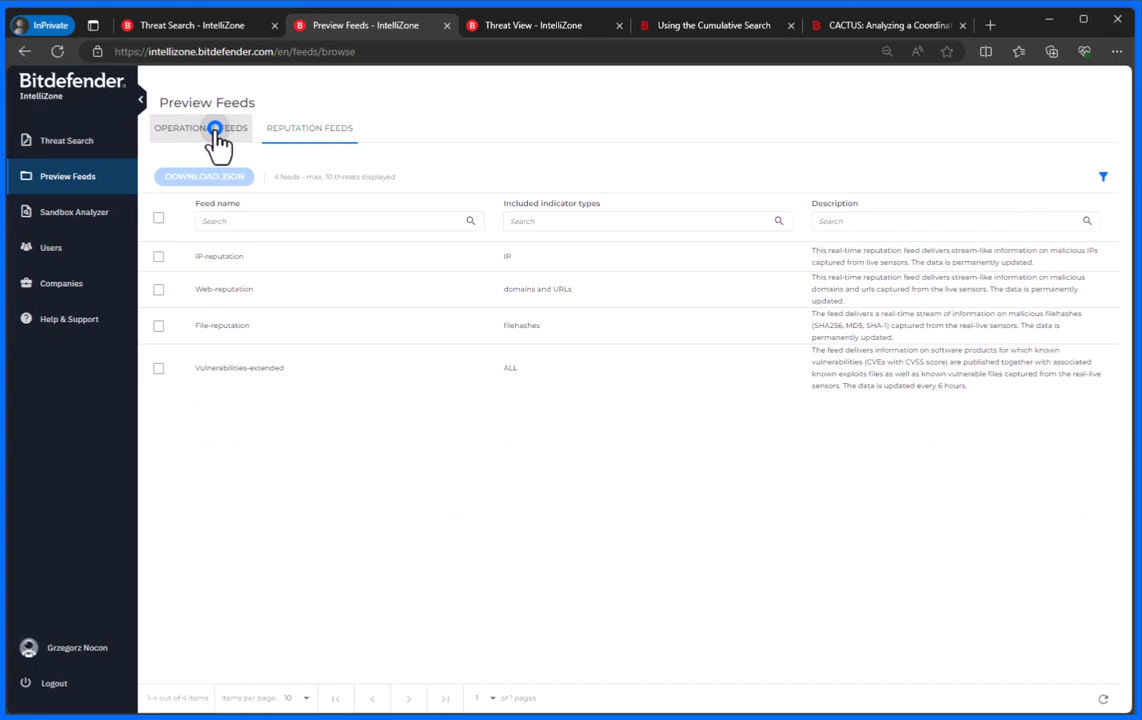 InPrivate
Threat Search - IntelliZone
Preview Feeds - IntelliZone
Threat View - IntelliZone
Using the Cumulative Search
CACTUS: Analyzing a Coordina
https://intellizone.bitdefender.com/en/feeds/browse
Bitdefender
IntelliZone
Threat Search
Preview Feeds
Sandbox Analyzer
Users
Companies
Help & Support
Grzegorz Nocon
Logout
Preview Feeds
OPERATIONAL FEEDS
REPUTATION FEEDS
DOWNLOAD JSON
4 feeds - max. 10 threats displayed
Feed name
Included indicator types
Description
Search
Search
Search
IP-reputation
IP
This real-time reputation feed delivers stream-like information on malicious IPs
captured from live sensors. The data is permanently updated.
Web-reputation
domains and URLs
This real-time reputation feed delivers stream-like information on malicious
domains and urls captured from the live sensors. The data is permanently
updated.
File-reputation
filehashes
The feed delivers a real-time stream of information on malicious filehashes
(SHA256, MD5, SHA-1) captured from the real-live sensors. The data is
permanently updated.
Vulnerabilities-extended
ALL
The feed delivers information on software products for which known
vulnerabilities (CVEs with CVSS score) are published together with associated
known exploits files as well as known vulnerable files captured from the real-live
sensors. The data is updated every 6 hours.
1-4 out of 4 items
Items per page: 10
1
of 1 pages